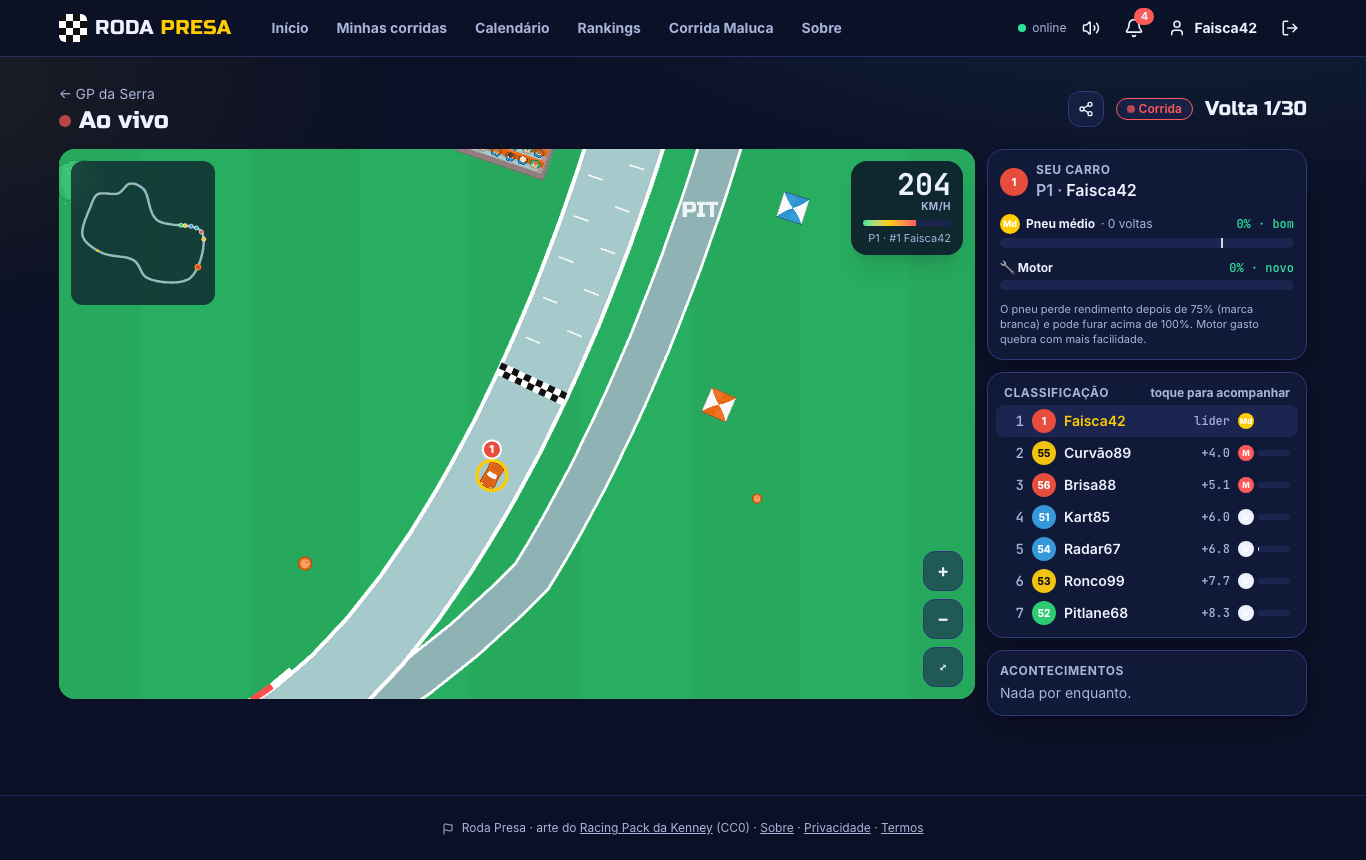 RODA PRESA
Início
Minhas corridas
Calendário
Rankings
Corrida Maluca
Sobre
online
4
Faisca42
← GP da Serra
Ao vivo
Corrida
Volta 1/30
PIT
204
KM/H
P1 · #1 Faisca42
1
+
−
1
SEU CARRO
P1 · Faisca42
Md Pneu médio · 0 voltas 0% · bom
Motor 0% · novo
O pneu perde rendimento depois de 75% (marca
branca) e pode furar acima de 100%. Motor gasto
quebra com mais facilidade.
CLASSIFICAÇÃO toque para acompanhar
1 1 Faisca42 líder Md
2 55 Curvão89 +4.0 M
3 56 Brisa88 +5.1 M
4 51 Kart85 +6.0
5 54 Radar67 +6.8
6 53 Ronco99 +7.7
7 52 Pitlane68 +8.3
ACONTECIMENTOS
Nada por enquanto.
Roda Presa · arte do Racing Pack da Kenney (CC0) · Sobre · Privacidade · Termos